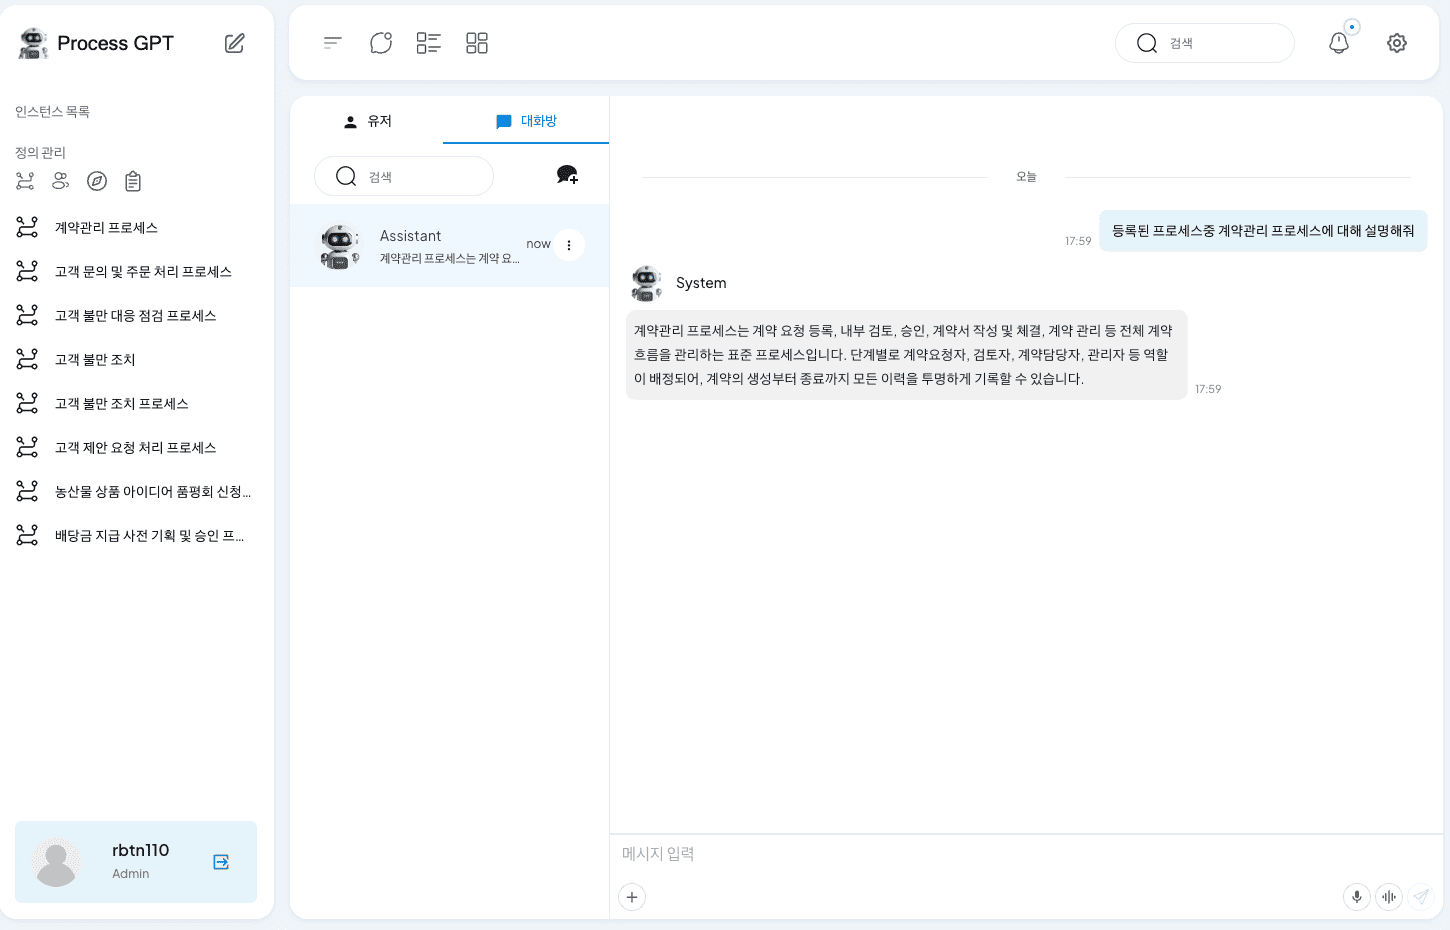 Process GPT
인스턴스 목록
정의 관리
계약관리 프로세스
고객 문의 및 주문 처리 프로세스
고객 불만 대응 점검 프로세스
고객 불만 조치
고객 불만 조치 프로세스
고객 제안 요청 처리 프로세스
농산물 상품 아이디어 품평회 신청...
배당금 지급 사전 기획 및 승인 프...
rbtn110
Admin
검색
유저
대화방
검색
Assistant
now
계약관리 프로세스는 계약 요...
오늘
등록된 프로세스중 계약관리 프로세스에 대해 설명해줘
17:59
System
계약관리 프로세스는 계약 요청 등록, 내부 검토, 승인, 계약서 작성 및 체결, 계약 관리 등 전체 계약
흐름을 관리하는 표준 프로세스입니다. 단계별로 계약요청자, 검토자, 계약담당자, 관리자 등 역할
이 배정되어, 계약의 생성부터 종료까지 모든 이력을 투명하게 기록할 수 있습니다.
17:59
메시지 입력